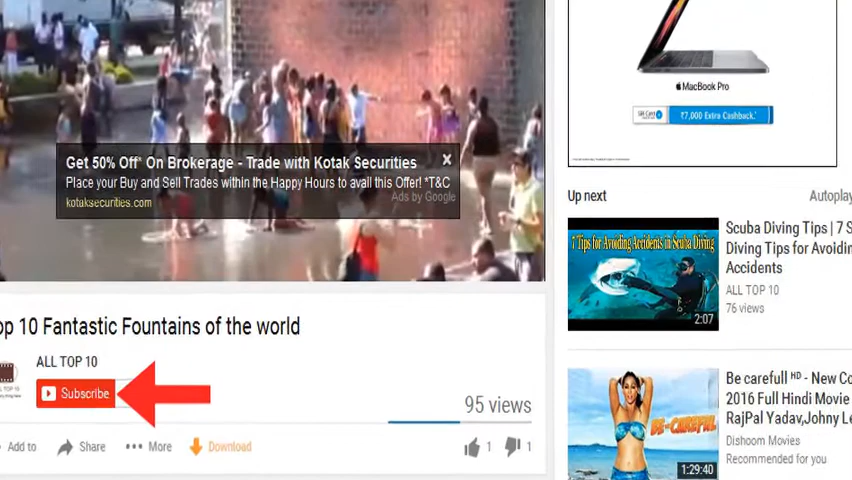 Get 50% Off* On Brokerage - Trade with Kotak Securities
Place your Buy and Sell Trades within the Happy Hours to avail this Offer! *T&C
kotaksecurities.com
Ads by Google
op 10 Fantastic Fountains of the world
ALL TOP 10
Subscribe
95 views
Add to
Share
More
Download
1
1
MacBook Pro
Gift Card
₹7,000 Extra Cashback.*
Up next
Autoplay
7 Tips for Avoiding Accidents in Scuba Diving
2:07
Scuba Diving Tips | 7 S
Diving Tips for Avoidin
Accidents
ALL TOP 10
76 views
BE-CAREFUL
1:29:40
Be carefull HD - New Co
2016 Full Hindi Movie
RajPal Yadav,Johny Le
Dishoom Movies
Recommended for you